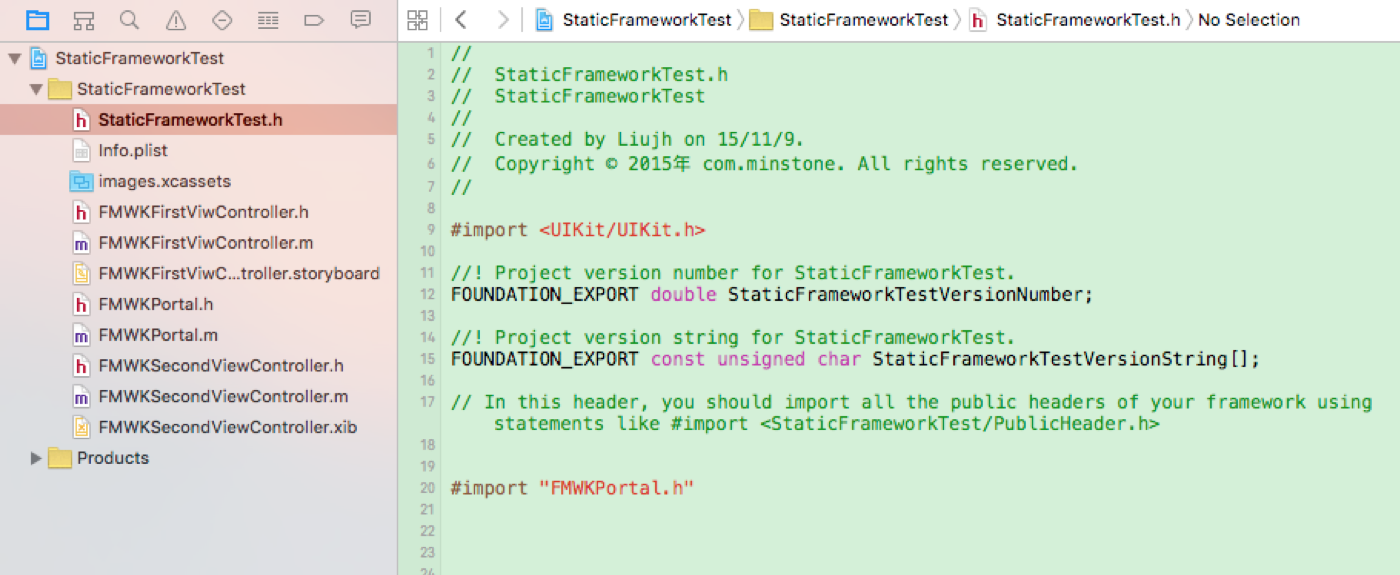 StaticFrameworkTest StaticFrameworkTest StaticFrameworkTest.h No Selection
StaticFrameworkTest
StaticFrameworkTest
StaticFrameworkTest.h
Info.plist
images.xcassets
FMWKFirstViwController.h
FMWKFirstViwController.m
FMWKFirstViwC...troller.storyboard
FMWKPortal.h
FMWKPortal.m
FMWKSecondViewController.h
FMWKSecondViewController.m
FMWKSecondViewController.xib
Products
1 //
2 //  StaticFrameworkTest.h
3 //  StaticFrameworkTest
4 //
5 //  Created by Liujh on 15/11/9.
6 //  Copyright © 2015年 com.minstone. All rights reserved.
7 //
8
9 #import <UIKit/UIKit.h>
10
11 //! Project version number for StaticFrameworkTest.
12 FOUNDATION_EXPORT double StaticFrameworkTestVersionNumber;
13
14 //! Project version string for StaticFrameworkTest.
15 FOUNDATION_EXPORT const unsigned char StaticFrameworkTestVersionString[];
16
17 // In this header, you should import all the public headers of your framework using
statements like #import <StaticFrameworkTest/PublicHeader.h>
18
19
20 #import "FMWKPortal.h"
21
22
23
24